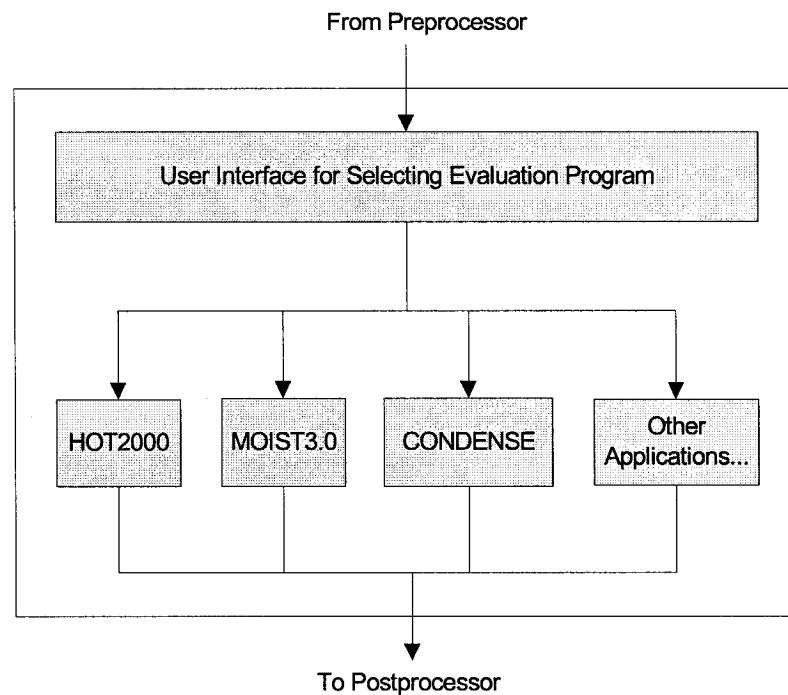 From Preprocessor
User Interface for Selecting Evaluation Program
HOT2000
MOIST3.0
CONDENSE
Other
Applications...
To Postprocessor